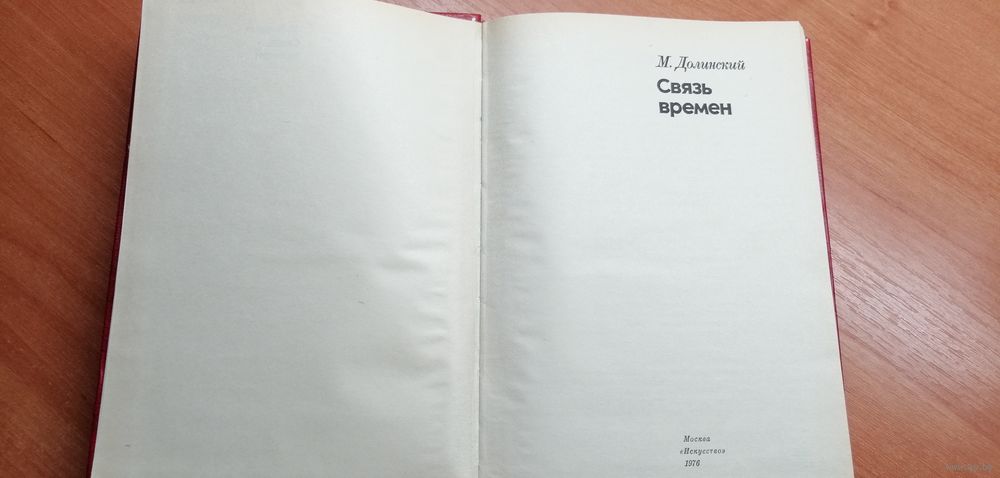 М. Долинский
Связь
времен
Москва
«Искусство»
1976